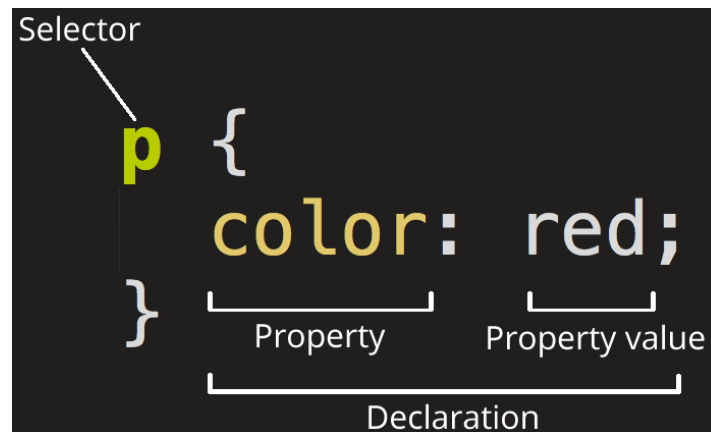 Selector
p {
color: red;
}
Property
Property value
Declaration